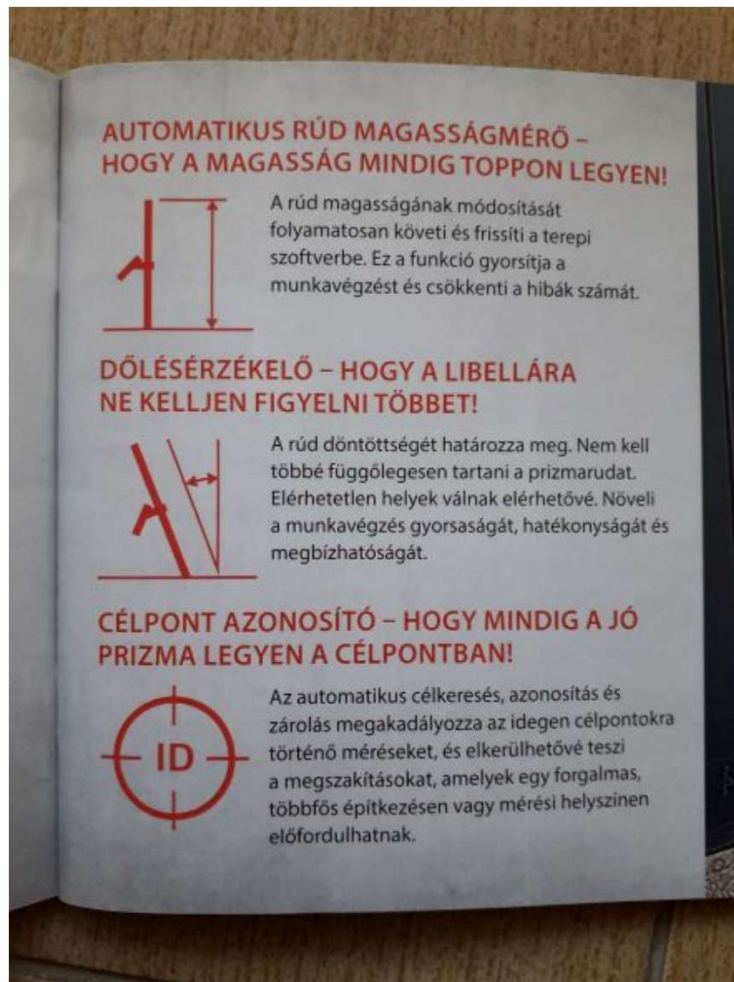 AUTOMATIKUS RÚD MAGASSÁGMÉRŐ –
HOGY A MAGASSÁG MINDIG TOPPON LEGYEN!
A rúd magasságának módosítását
folyamatosan követi és frissíti a terepi
szoftverbe. Ez a funkció gyorsítja a
munkavégzést és csökkenti a hibák számát.
DŐLÉSÉRZÉKELŐ – HOGY A LIBELLÁRA
NE KELLJEN FIGYELNI TÖBBET!
A rúd döntöttségét határozza meg. Nem kell
többé függőlegesen tartani a prizmarudat.
Elérhetetlen helyek válnak elérhetővé. Növeli
a munkavégzés gyorsaságát, hatékonyságát és
megbízhatóságát.
CÉLPONT AZONOSÍTÓ – HOGY MINDIG A JÓ
PRIZMA LEGYEN A CÉLPONTBAN!
Az automatikus célkeresés, azonosítás és
zárolás megakadályozza az idegen célpontokra
történő méréseket, és elkerülhetővé teszi
a megszakításokat, amelyek egy forgalmas,
többfős építkezésen vagy mérési helyszínen
előfordulhatnak.
ID